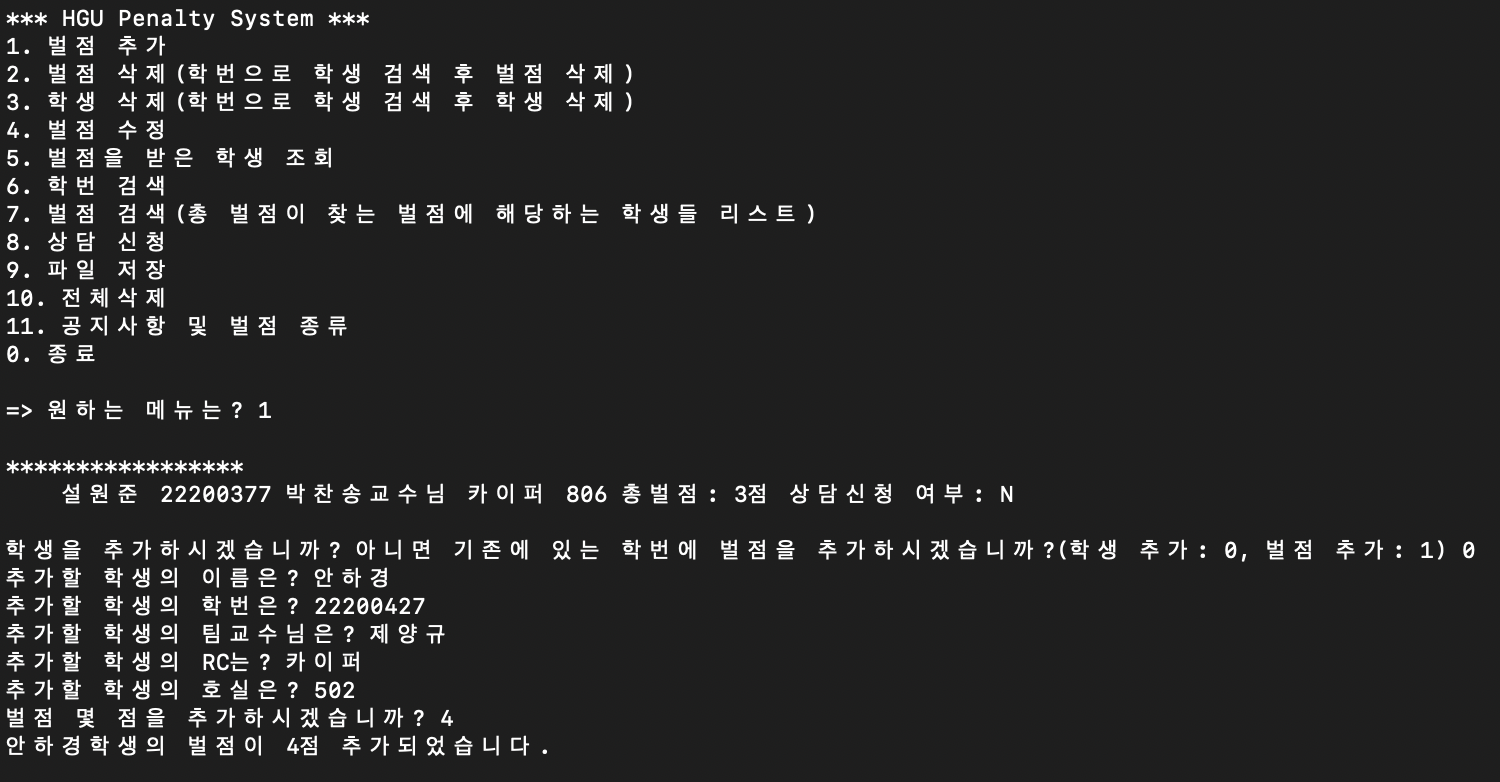 *** HGU Penalty System ***
1. 벌점 추가
2. 벌점 삭제(학번으로 학생 검색 후 벌점 삭제)
3. 학생 삭제(학번으로 학생 검색 후 학생 삭제)
4. 벌점 수정
5. 벌점을 받은 학생 조회
6. 학번 검색
7. 벌점 검색(총 벌점이 찾는 벌점에 해당하는 학생들 리스트)
8. 상담 신청
9. 파일 저장
10. 전체삭제
11. 공지사항 및 벌점 종류
0. 종료
=> 원하는 메뉴는? 1
*****************
설원준 22200377 박찬송교수님 카이퍼 806 총벌점: 3점 상담신청 여부: N
학생을 추가하시겠습니까? 아니면 기존에 있는 학번에 벌점을 추가하시겠습니까?(학생 추가: 0, 벌점 추가: 1) 0
추가할 학생의 이름은? 안하경
추가할 학생의 학번은? 22200427
추가할 학생의 팀교수님은? 제양규
추가할 학생의 RC는? 카이퍼
추가할 학생의 호실은? 502
벌점 몇 점을 추가하시겠습니까? 4
안하경학생의 벌점이 4점 추가되었습니다.